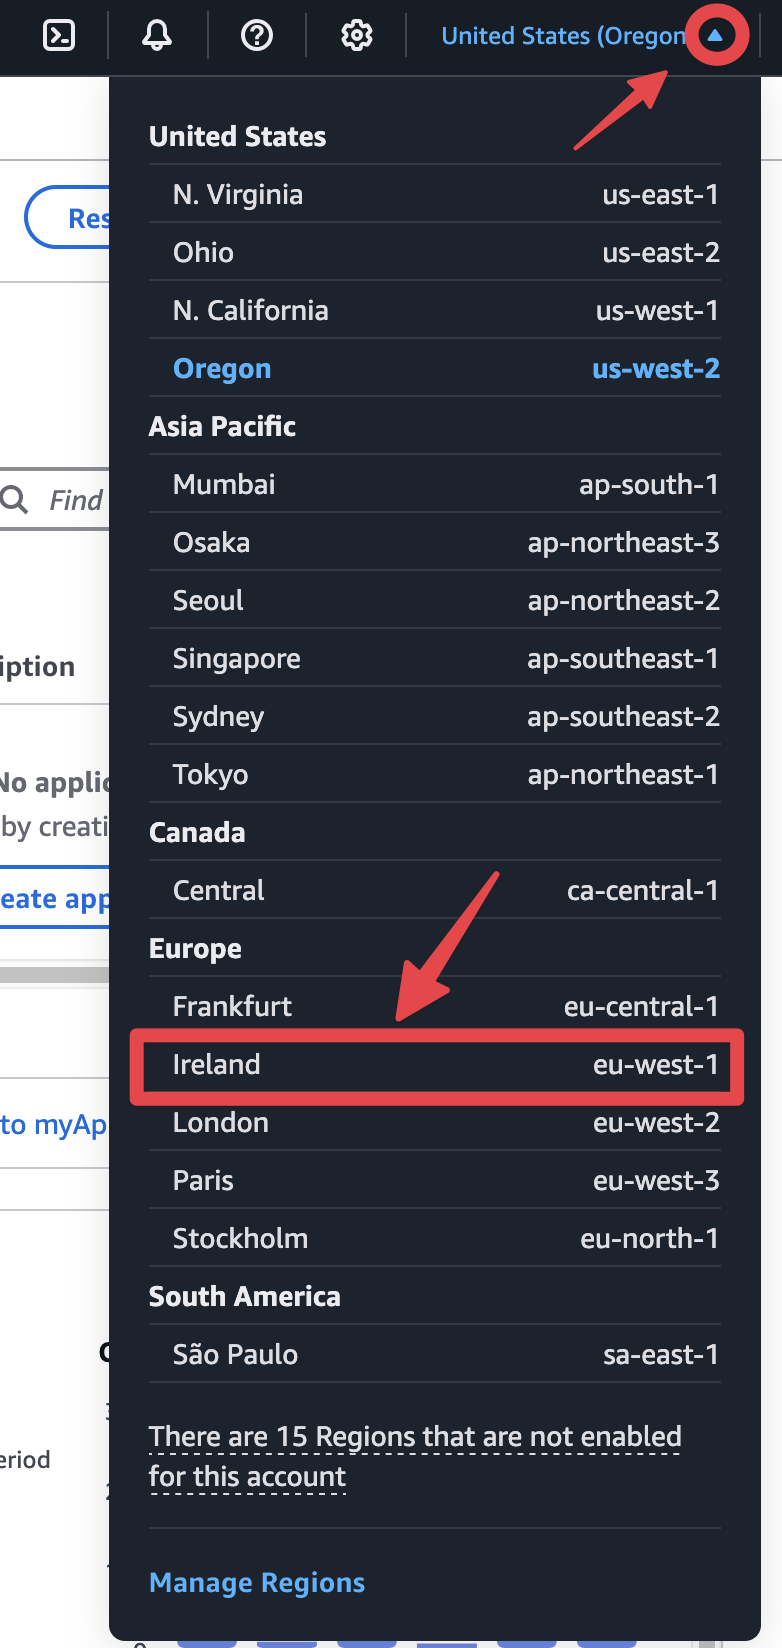 United States (Oregon
United States
N. Virginia us-east-1
Res
Ohio us-east-2
N. California us-west-1
Oregon us-west-2
Asia Pacific
Mumbai ap-south-1
Find
Osaka ap-northeast-3
Seoul ap-northeast-2
Singapore ap-southeast-1
iption
Sydney ap-southeast-2
Tokyo ap-northeast-1
No applic
by creati
Canada
Central ca-central-1
eate app
Europe
Frankfurt eu-central-1
Ireland eu-west-1
London eu-west-2
to myAp
Paris eu-west-3
Stockholm eu-north-1
South America
São Paulo sa-east-1
There are 15 Regions that are not enabled
for this account
eriod
Manage Regions
0